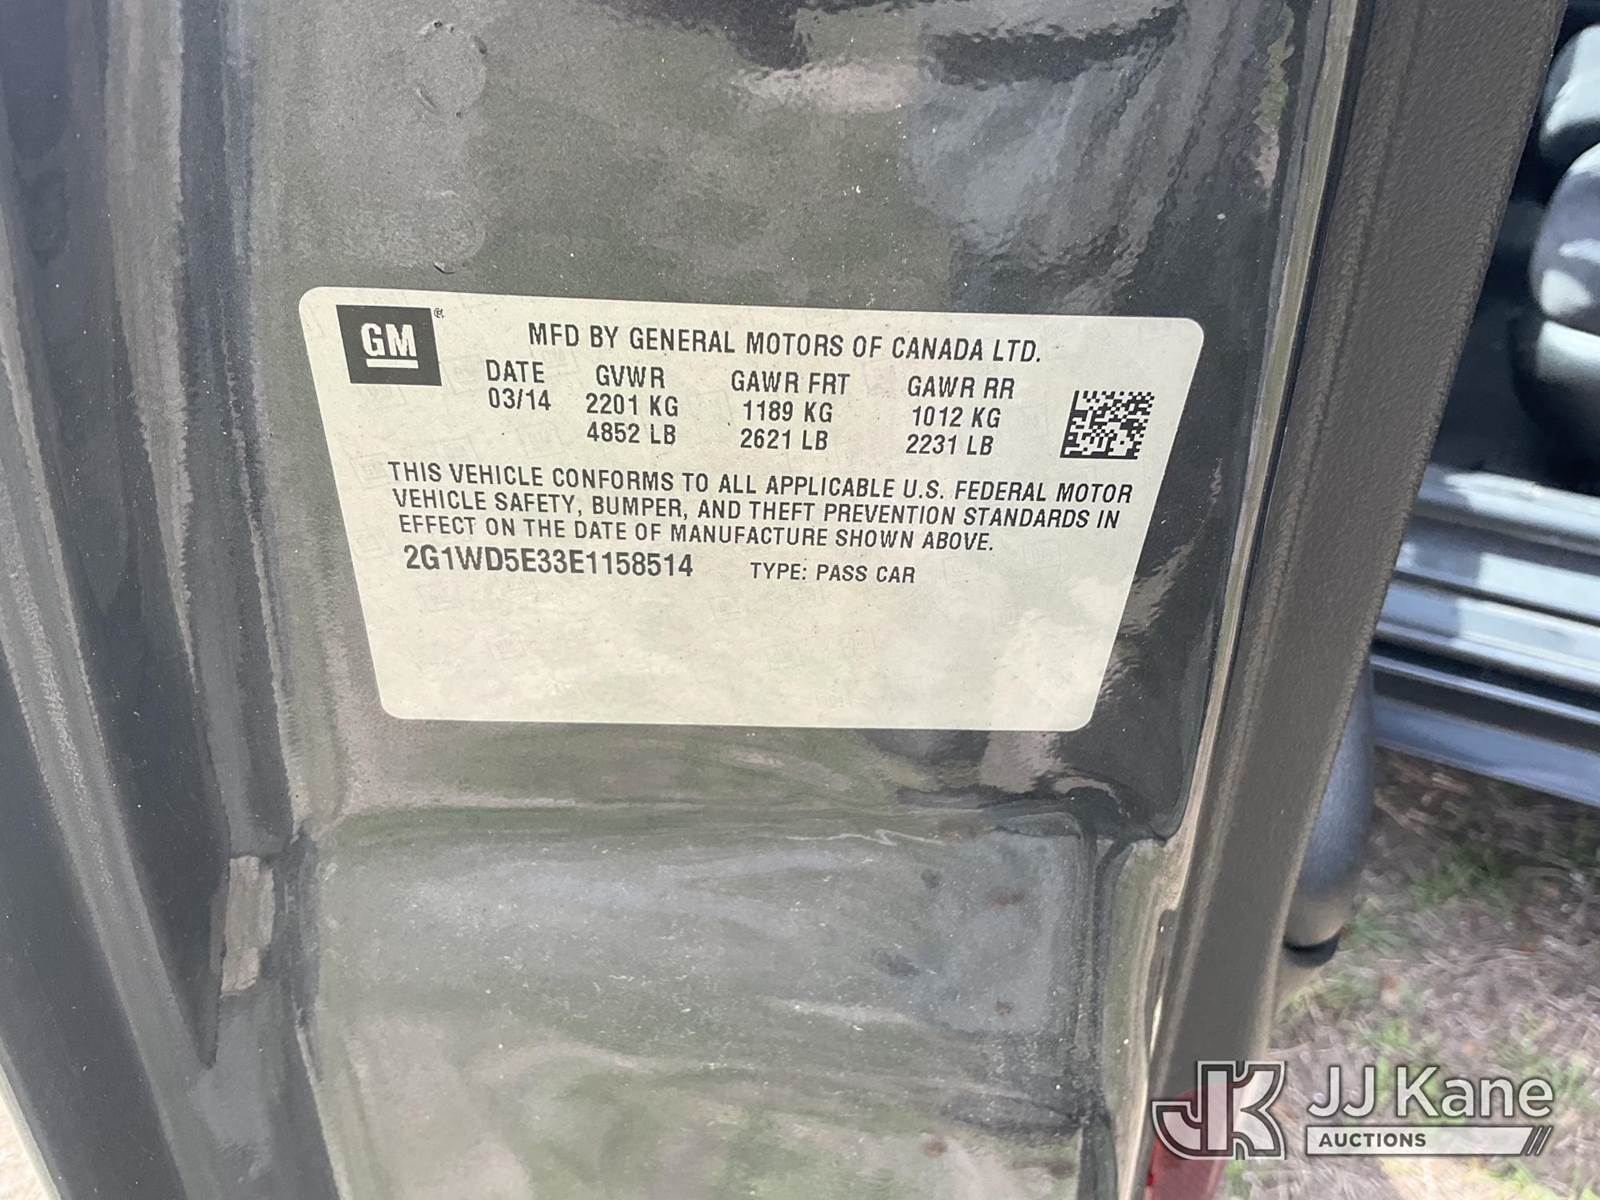 GM
MFD BY GENERAL MOTORS OF CANADA LTD.
DATE GVWR GAWR FRT GAWR RR
03/14 2201 KG 1189 KG 1012 KG
4852 LB 2621 LB 2231 LB
THIS VEHICLE CONFORMS TO ALL APPLICABLE U.S. FEDERAL MOTOR
VEHICLE SAFETY, BUMPER, AND THEFT PREVENTION STANDARDS IN
EFFECT ON THE DATE OF MANUFACTURE SHOWN ABOVE.
2G1WD5E33E1158514 TYPE: PASS CAR
JK JJ Kane
AUCTIONS